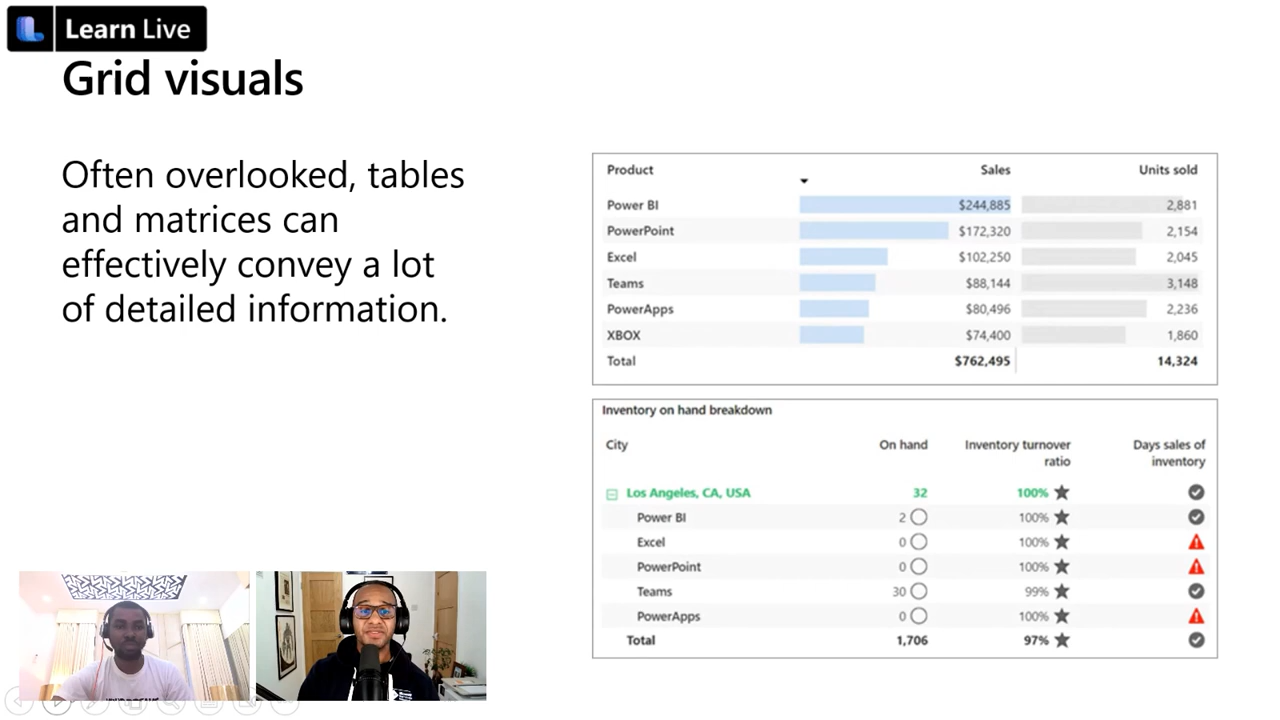 Learn Live
Grid visuals
Often overlooked, tables
and matrices can
effectively convey a lot
of detailed information.
Product Sales Units sold
Power BI $244,885 2,881
PowerPoint $172,320 2,154
Excel $102,250 2,045
Teams $88,144 3,148
PowerApps $80,496 2,236
XBOX $74,400 1,860
Total $762,495 14,324
Inventory on hand breakdown
City On hand Inventory turnover ratio Days sales of inventory
Los Angeles, CA, USA 32 100%
Power BI 2 100%
Excel 0 100%
PowerPoint 0 100%
Teams 30 99%
PowerApps 0 100%
Total 1,706 97%